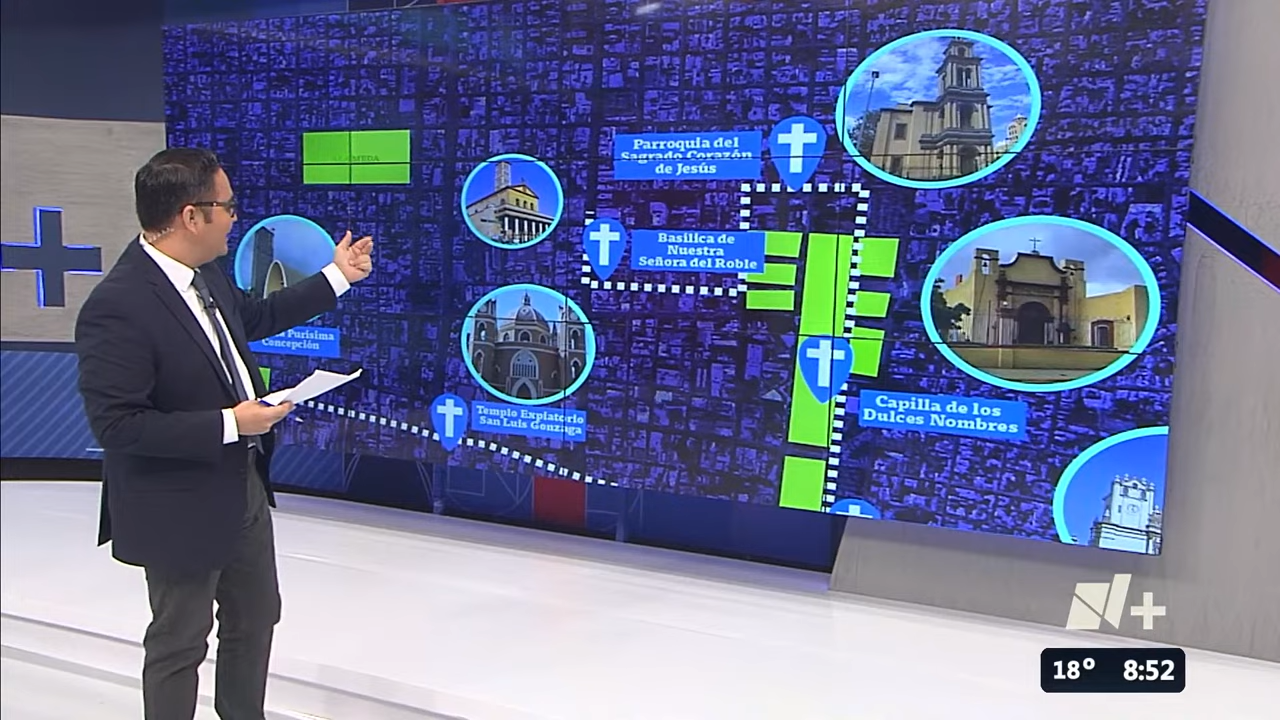 ALAMEDA
Parroquia del
Sagrado Corazón
de Jesús
Basílica de
Nuestra
Señora del Roble
Purísima
Concepción
Templo Expiatorio
San Luis Gonzaga
Capilla de los
Dulces Nombres
N+
18° 8:52